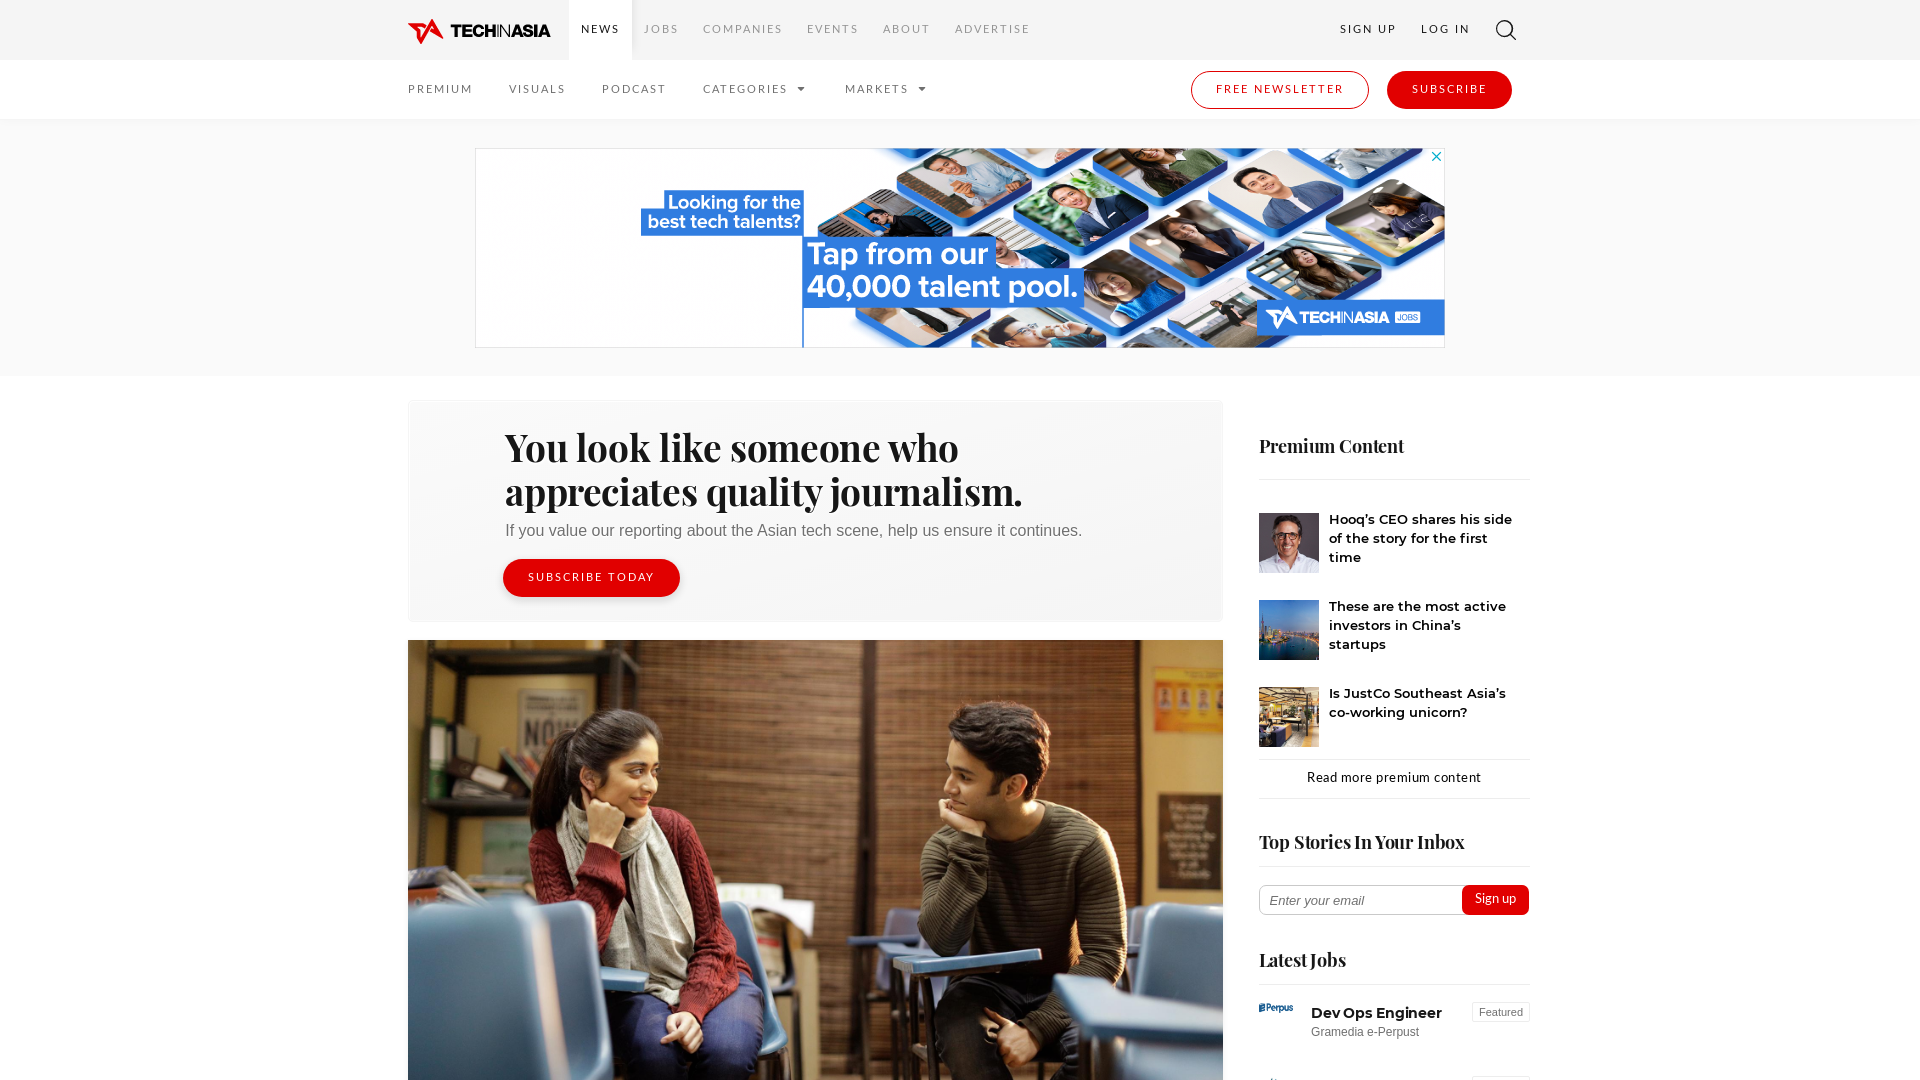 TECHINASIA
NEWS
JOBS
COMPANIES
EVENTS
ABOUT
ADVERTISE
SIGN UP
LOG IN
PREMIUM
VISUALS
PODCAST
CATEGORIES
MARKETS
FREE NEWSLETTER
SUBSCRIBE
Looking for the
best tech talents?
Tap from our
40,000 talent pool.
TECHINASIA JOBS
You look like someone who
appreciates quality journalism.
If you value our reporting about the Asian tech scene, help us ensure it continues.
SUBSCRIBE TODAY
NOW
Premium Content
Hooq’s CEO shares his side
of the story for the first
time
These are the most active
investors in China’s
startups
Is JustCo Southeast Asia’s
co-working unicorn?
Read more premium content
Top Stories In Your Inbox
Enter your email
Sign up
Latest Jobs
Perpus
Dev Ops Engineer
Featured
Gramedia e-Perpust